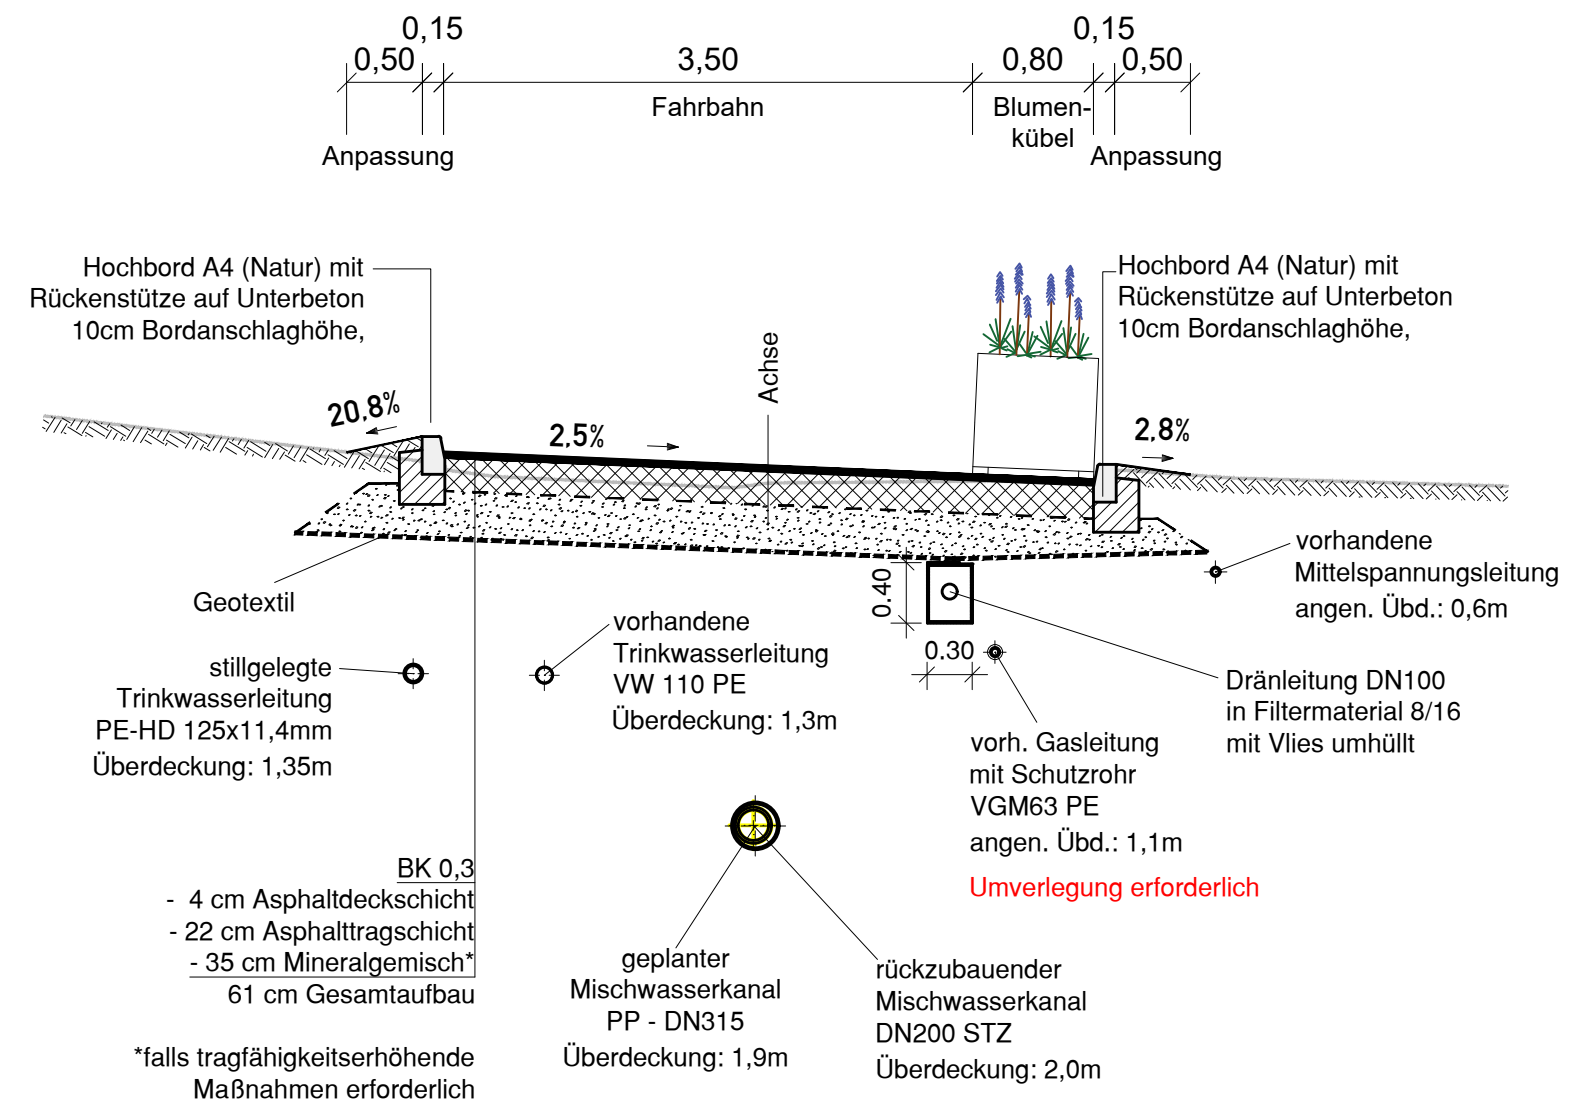 0,15
0,15
0,50
3,50
0,80
0,50
Fahrbahn
Blumen-
kübel
Anpassung
Anpassung
Hochbord A4 (Natur) mit
Rückenstütze auf Unterbeton
10cm Bordanschlaghöhe,
Hochbord A4 (Natur) mit
Rückenstütze auf Unterbeton
10cm Bordanschlaghöhe,
Achse
20,8%
2,5%
2,8%
Geotextil
0.40
0.30
vorhandene
Mittelspannungsleitung
angen. Übd.: 0,6m
stillgelegte
Trinkwasserleitung
PE-HD 125x11,4mm
Überdeckung: 1,35m
vorhandene
Trinkwasserleitung
VW 110 PE
Überdeckung: 1,3m
Dränleitung DN100
in Filtermaterial 8/16
mit Vlies umhüllt
vorh. Gasleitung
mit Schutzrohr
VGM63 PE
angen. Übd.: 1,1m
Umverlegung erforderlich
BK 0,3
- 4 cm Asphaltdeckschicht
- 22 cm Asphalttragschicht
- 35 cm Mineralgemisch*
61 cm Gesamtaufbau
*falls tragfähigkeitserhöhende
Maßnahmen erforderlich
geplanter
Mischwasserkanal
PP - DN315
Überdeckung: 1,9m
rückzubauender
Mischwasserkanal
DN200 STZ
Überdeckung: 2,0m